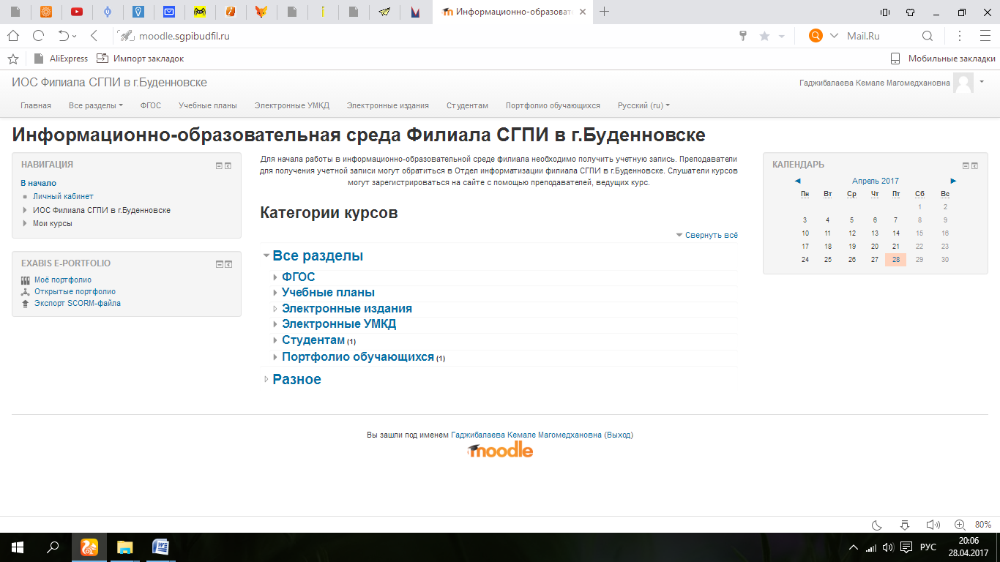 Информационно-образоват
moodle.sgpibudfil.ru
Mail.Ru
AliExpress
Импорт закладок
Мобильные закладки
ИОС Филиала СГПИ в г.Буденновске
Гаджибалаева Кемале Магомедхановна
Главная Все разделы ФГОС Учебные планы Электронные УМКД Электронные издания Студентам Портфолио обучающихся Русский (ru)
Информационно-образовательная среда Филиала СГПИ в г.Буденновске
НАВИГАЦИЯ
В начало
Личный кабинет
ИОС Филиала СГПИ в г.Буденновске
Мои курсы
EXABIS E-PORTFOLIO
Моё портфолио
Открытые портфолио
Экспорт SCORM-файла
Для начала работы в информационно-образовательной среде филиала необходимо получить учетную запись. Преподаватели
для получения учетной записи могут обратиться в Отдел информатизации филиала СГПИ в г.Буденновске. Слушатели курсов
могут зарегистрироваться на сайте с помощью преподавателей, ведущих курс.
Категории курсов
Свернуть всё
Все разделы
ФГОС
Учебные планы
Электронные издания
Электронные УМКД
Студентам (1)
Портфолио обучающихся (1)
Разное
КАЛЕНДАРЬ
Апрель 2017
Пн Вт Ср Чт Пт Сб Вс
1 2
3 4 5 6 7 8 9
10 11 12 13 14 15 16
17 18 19 20 21 22 23
24 25 26 27 28 29 30
Вы зашли под именем Гаджибалаева Кемале Магомедхановна (Выход)
moodle
80%
РУС
20:06
28.04.2017